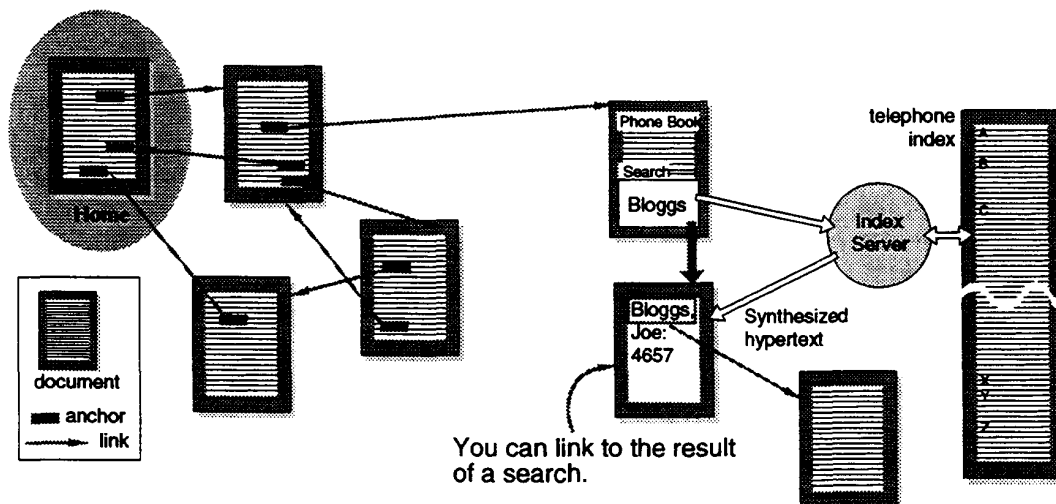 Home
document
anchor
link
Phone Book
Search
Bloggs
Index
Server
telephone
index
A
B
C
X
Y
Z
Bloggs,
Joe:
4657
Synthesized
hypertext
You can link to the result
of a search.